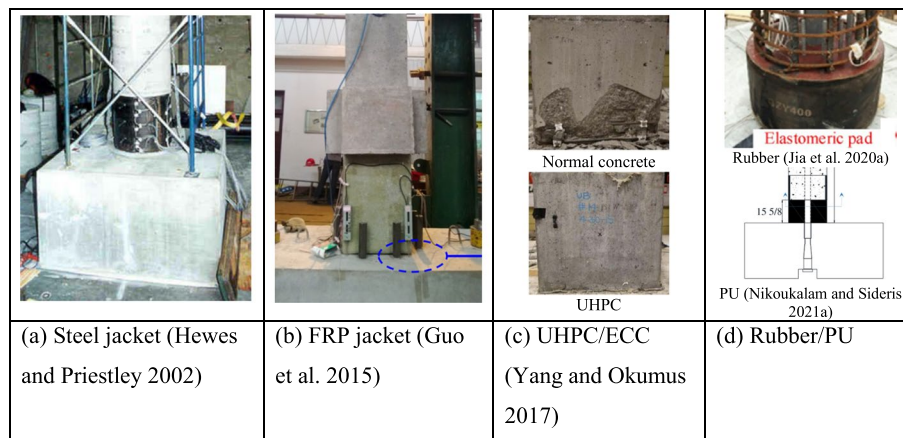 Normal concrete
UHPC
Elastomeric pad
Rubber (Jia et al. 2020a)
15 5/8
PU (Nikoukalam and Sideris
2021a)
(a) Steel jacket (Hewes
and Priestley 2002)
(b) FRP jacket (Guo
et al. 2015)
(c) UHPC/ECC
(Yang and Okumus
2017)
(d) Rubber/PU